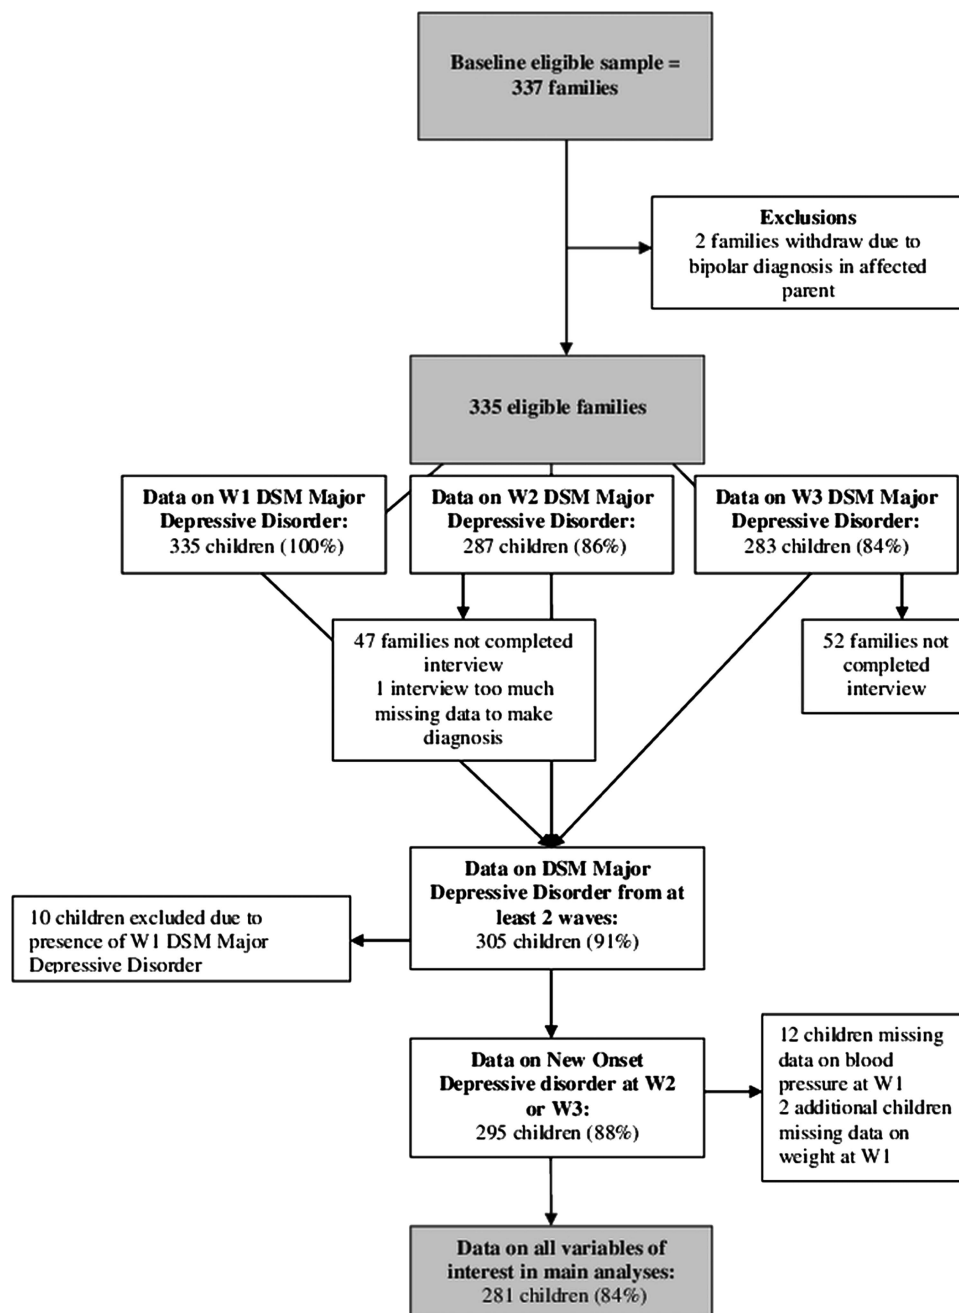 Baseline eligible sample =
337 families
Exclusions
2 families withdraw due to
bipolar diagnosis in affected
parent
335 eligible families
Data on W1 DSM Major
Depressive Disorder:
335 children (100%)
Data on W2 DSM Major
Depressive Disorder:
287 children (86%)
Data on W3 DSM Major
Depressive Disorder:
283 children (84%)
47 families not completed
interview
1 interview too much
missing data to make
diagnosis
52 families not
completed
interview
Data on DSM Major
Depressive Disorder from at
least 2 waves:
305 children (91%)
10 children excluded due to
presence of W1 DSM Major
Depressive Disorder
Data on New Onset
Depressive disorder at W2
or W3:
295 children (88%)
12 children missing
data on blood
pressure at W1
2 additional children
missing data on
weight at W1
Data on all variables of
interest in main analyses:
281 children (84%)